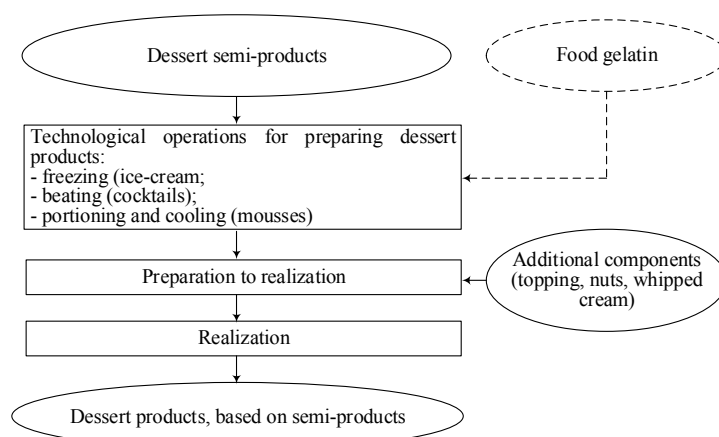 Dessert semi-products
Food gelatin
Technological operations for preparing dessert
products:
- freezing (ice-cream;
- beating (cocktails);
- portioning and cooling (mousses)
Additional components
(topping, nuts, whipped
cream)
Preparation to realization
Realization
Dessert products, based on semi-products